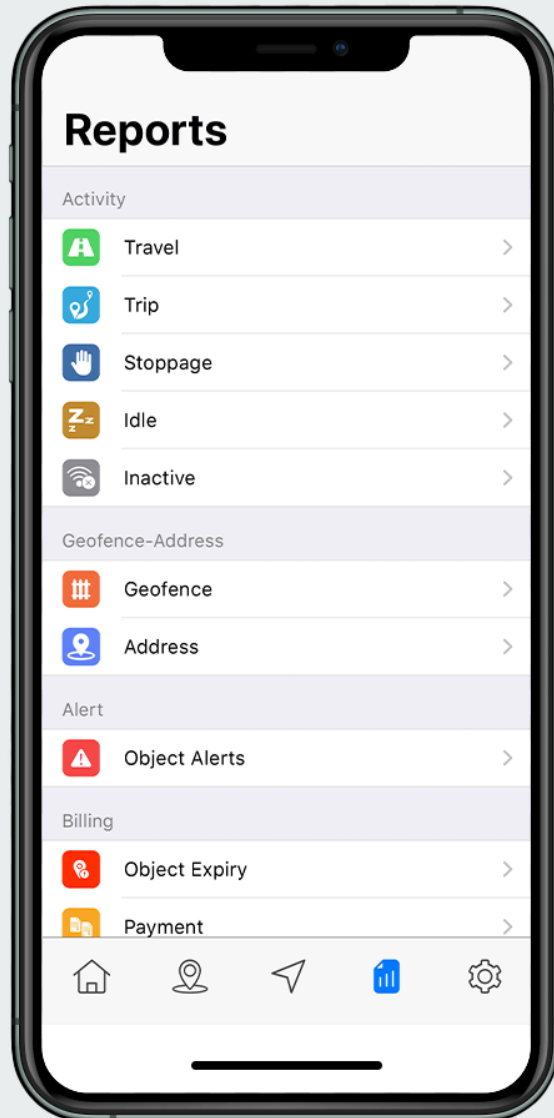 Reports
Activity
Travel
Trip
Stoppage
Idle
Inactive
Geofence-Address
Geofence
Address
Alert
Object Alerts
Billing
Object Expiry
Payment